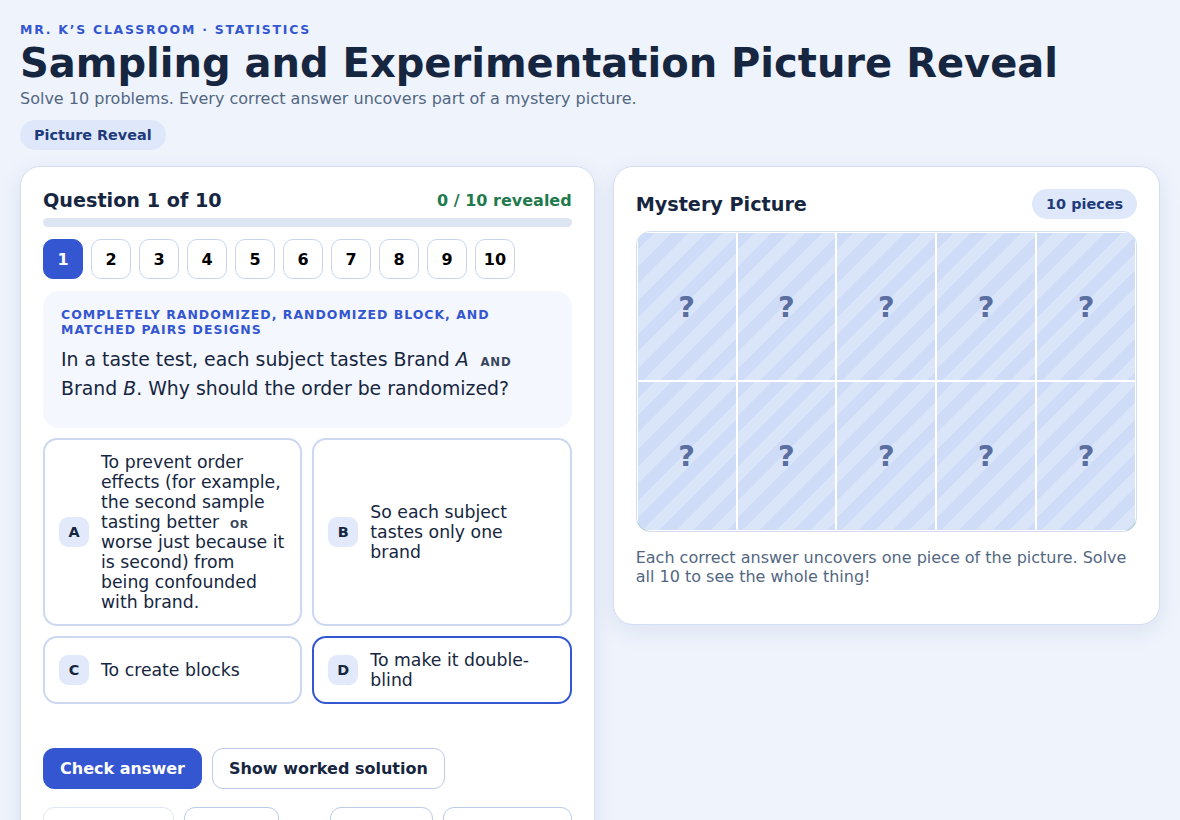 MR. K’S CLASSROOM · STATISTICS
Sampling and Experimentation Picture Reveal
Solve 10 problems. Every correct answer uncovers part of a mystery picture.
Picture Reveal
Question 1 of 10
0 / 10 revealed
1 2 3 4 5 6 7 8 9 10
COMPLETELY RANDOMIZED, RANDOMIZED BLOCK, AND
MATCHED PAIRS DESIGNS
In a taste test, each subject tastes Brand A AND
Brand B. Why should the order be randomized?
A
To prevent order
effects (for example,
the second sample
tasting better OR
worse just because it
is second) from
being confounded
with brand.
B
So each subject
tastes only one
brand
C
To create blocks
D
To make it double-
blind
Check answer
Show worked solution
Mystery Picture
10 pieces
? ? ? ? ?
? ? ? ? ?
Each correct answer uncovers one piece of the picture. Solve
all 10 to see the whole thing!